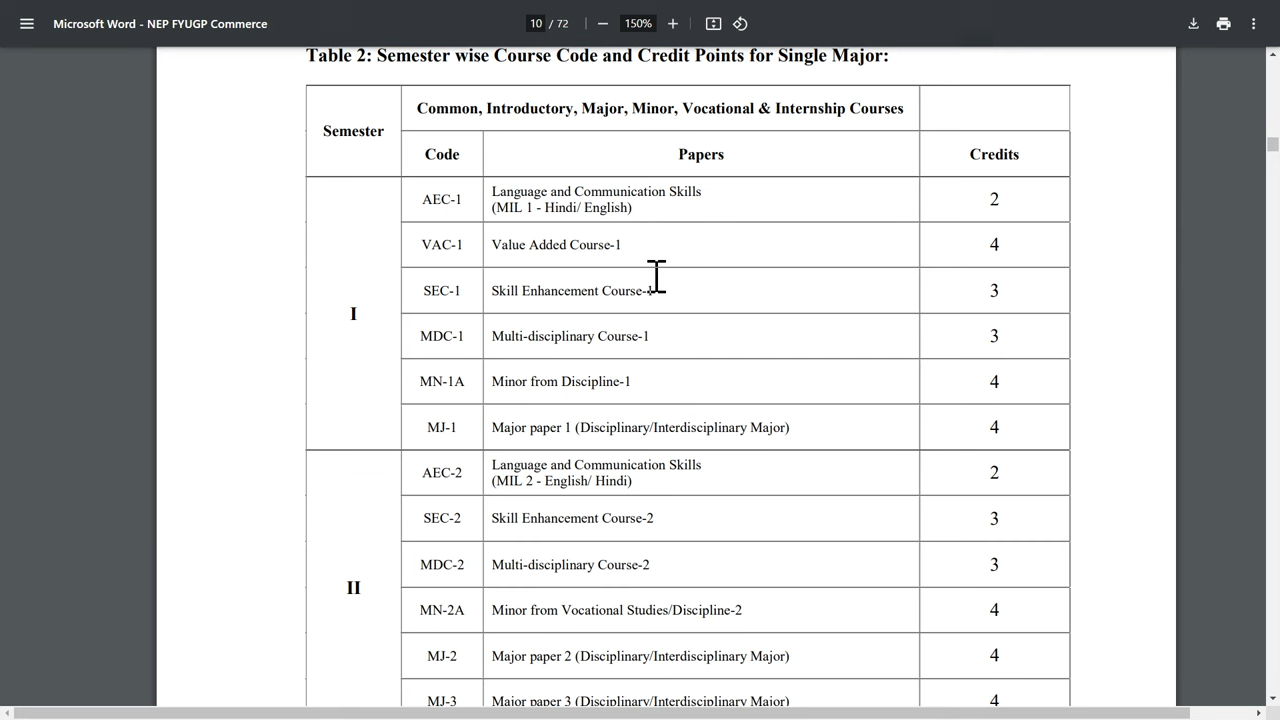 Microsoft Word - NEP FYUGP Commerce
10 / 72
150%
Table 2: Semester wise Course Code and Credit Points for Single Major:
Semester
Common, Introductory, Major, Minor, Vocational & Internship Courses
Code
Papers
Credits
I
AEC-1
Language and Communication Skills
(MIL 1 - Hindi/ English)
2
VAC-1
Value Added Course-1
4
SEC-1
Skill Enhancement Course-1
3
MDC-1
Multi-disciplinary Course-1
3
MN-1A
Minor from Discipline-1
4
MJ-1
Major paper 1 (Disciplinary/Interdisciplinary Major)
4
II
AEC-2
Language and Communication Skills
(MIL 2 - English/ Hindi)
2
SEC-2
Skill Enhancement Course-2
3
MDC-2
Multi-disciplinary Course-2
3
MN-2A
Minor from Vocational Studies/Discipline-2
4
MJ-2
Major paper 2 (Disciplinary/Interdisciplinary Major)
4
MJ-3
Major paper 3 (Disciplinary/Interdisciplinary Major)
4